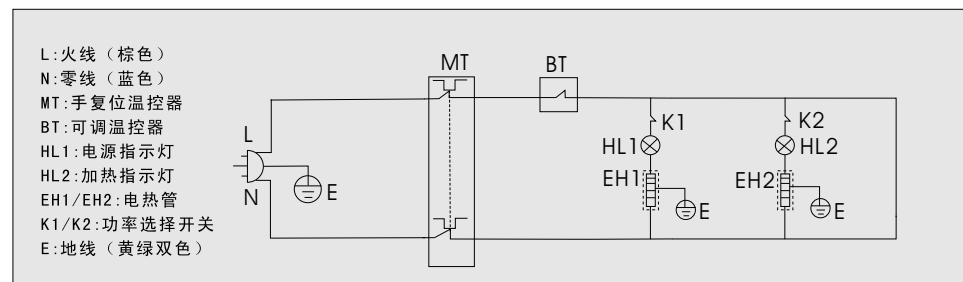 L:火线（棕色）
N:零线（蓝色）
MT:手复位温控器
BT:可调温控器
HL1:电源指示灯
HL2:加热指示灯
EH1/EH2:电热管
K1/K2:功率选择开关
E:地线（黄绿双色）
MT
BT
L
N
E
K1
HL1
EH1
E
K2
HL2
EH2
E